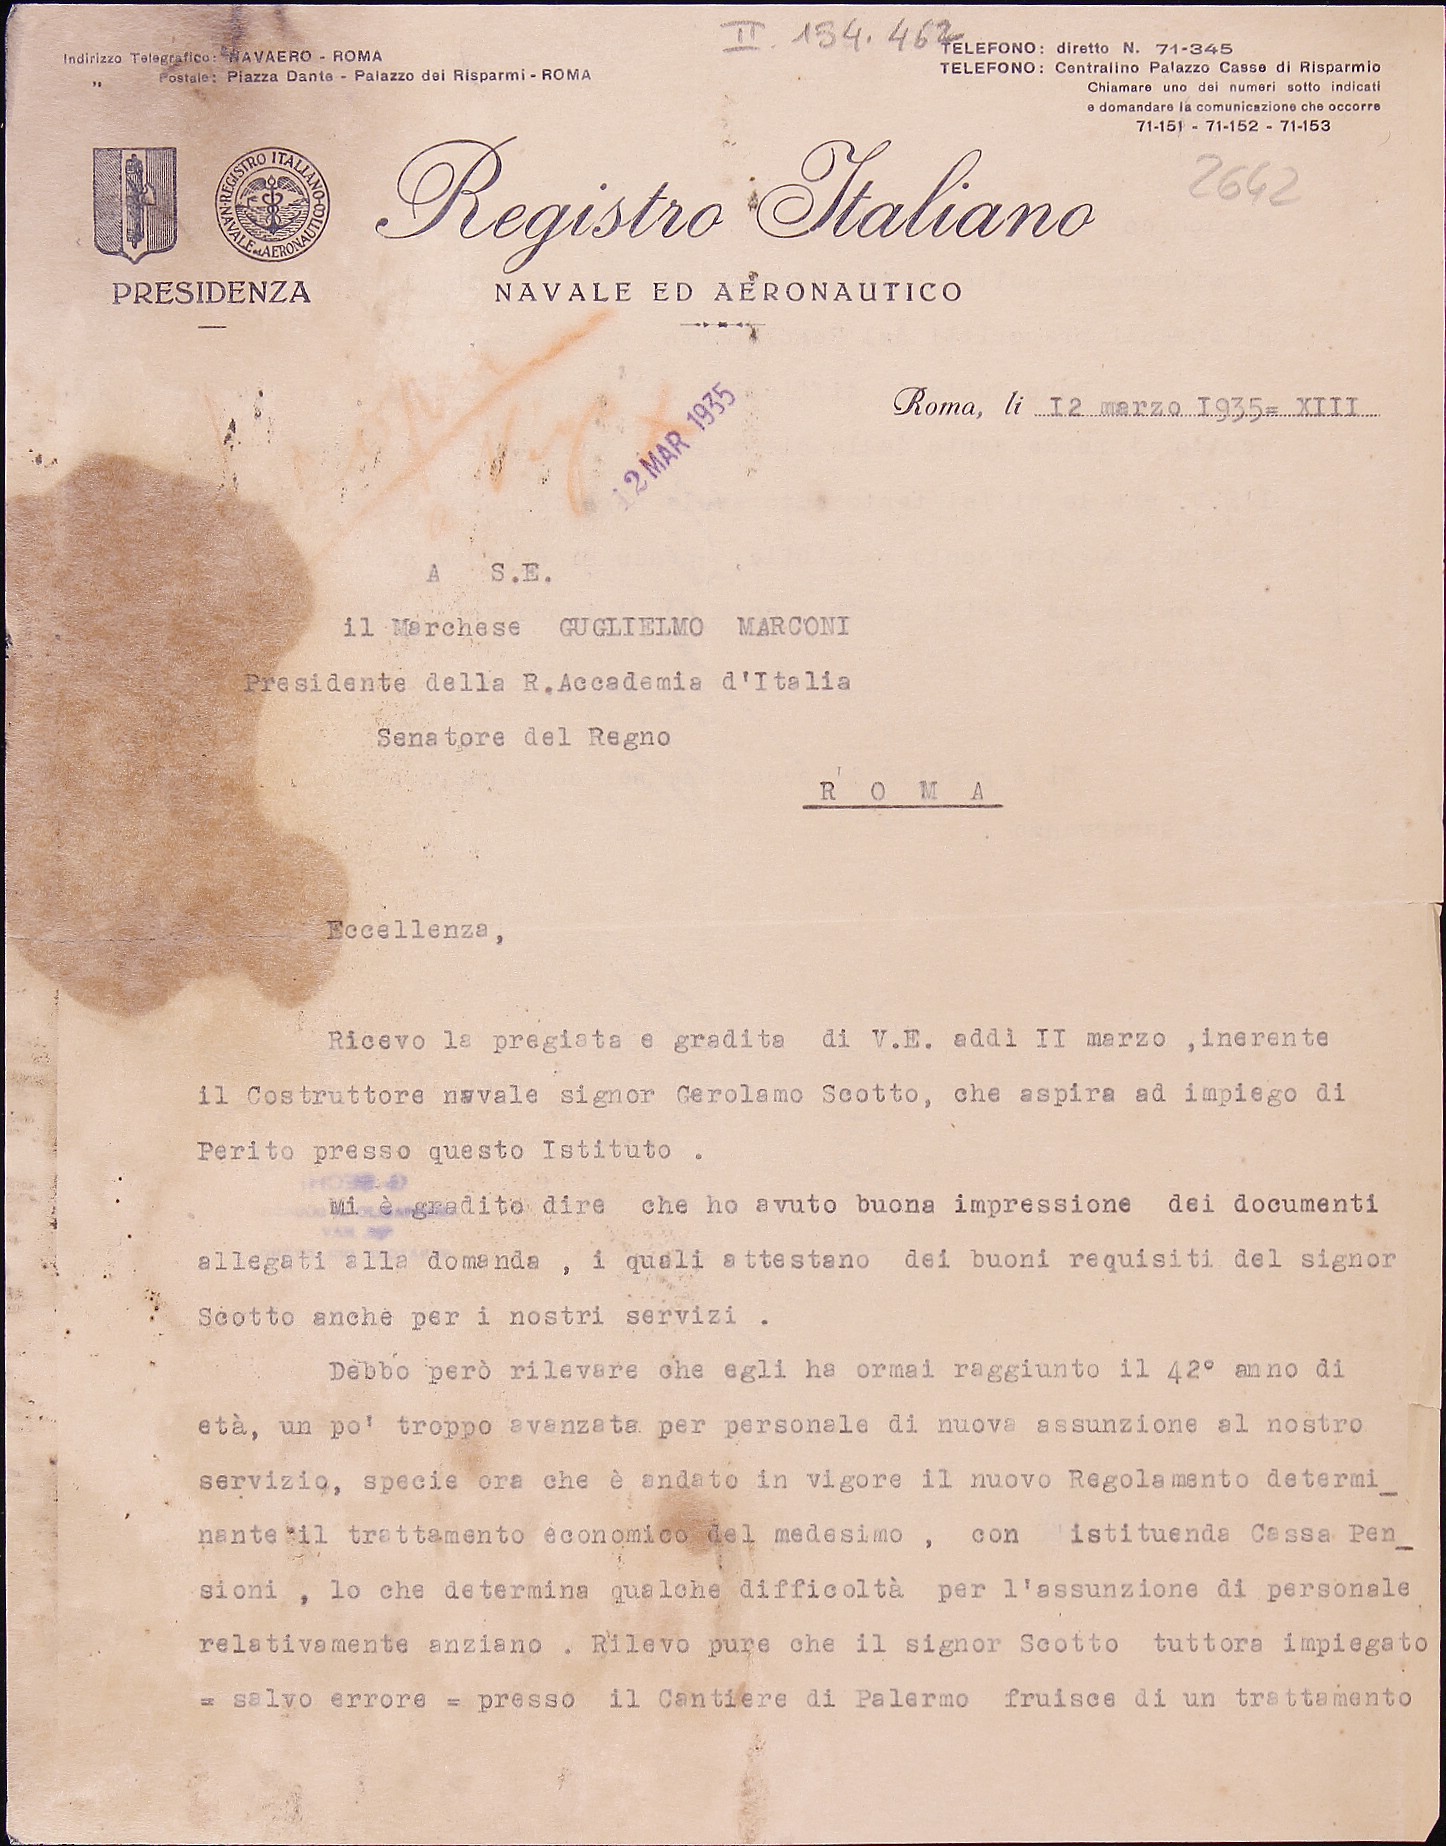 II. 134. 462
Indirizzo Telegrafico: NAVAERO - ROMA
„ Postale: Piazza Dante - Palazzo dei Risparmi - ROMA
TELEFONO: diretto N. 71-345
TELEFONO: Centralino Palazzo Casse di Risparmio
Chiamare uno dei numeri sotto indicati
e domandare la comunicazione che occorre
71-151 - 71-152 - 71-153
2642
REGISTRO ITALIANO NAVALE ED AERONAUTICO
Registro Italiano
PRESIDENZA
NAVALE ED AERONAUTICO
12 MAR 1935
Roma, li 12 marzo 1935= XIII
A S.E.
il Marchese GUGLIELMO MARCONI
Presidente della R.Accademia d'Italia
Senatore del Regno
R O M A
Eccellenza,
Ricevo la pregiata e gradita di V.E. addì II marzo ,inerente
il Costruttore navale signor Gerolamo Scotto, che aspira ad impiego di
Perito presso questo Istituto .
Mi è gradito dire che ho avuto buona impressione dei documenti
allegati alla domanda , i quali attestano dei buoni requisiti del signor
Scotto anche per i nostri servizi .
Debbo però rilevare che egli ha ormai raggiunto il 42° anno di
età, un po' troppo avanzata per personale di nuova assunzione al nostro
servizio, specie ora che è andato in vigore il nuovo Regolamento determi_
nante il trattamento economico del medesimo , con istituenda Cassa Pen_
sioni , lo che determina qualche difficoltà per l'assunzione di personale
relativamente anziano . Rilevo pure che il signor Scotto tuttora impiegato
= salvo errore = presso il Cantiere di Palermo fruisce di un trattamento